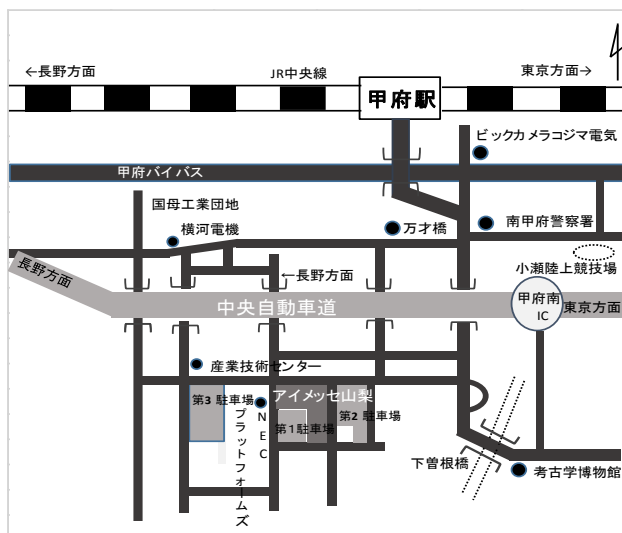 ←長野方面
JR中央線
東京方面→
甲府駅
ビックカメラコジマ電気
甲府バイパス
国母工業団地
横河電機
万才橋
南甲府警察署
←長野方面
小瀬陸上競技場
長野方面
中央自動車道
甲府南
IC
東京方面
産業技術センター
第3 駐車場
アイメッセ山梨
第1駐車場
第2 駐車場
NEC
プラットフォームズ
下曽根橋
考古学博物館